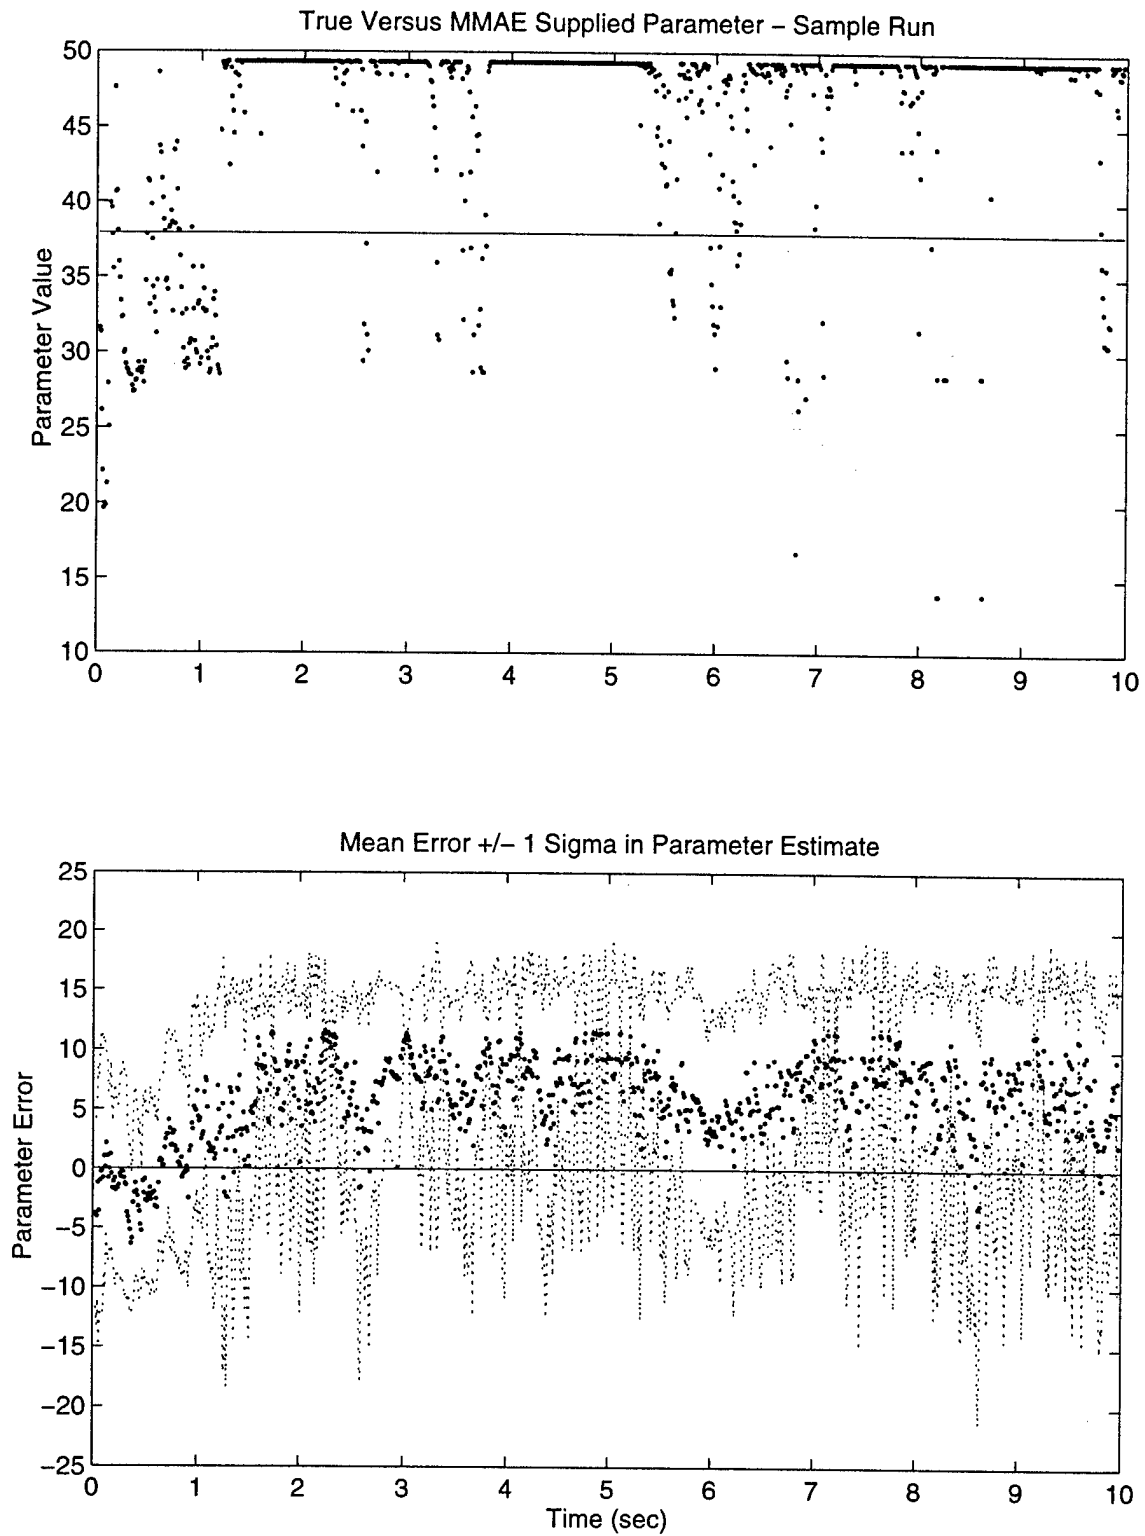 True Versus MMAE Supplied Parameter – Sample Run
50
45
40
35
30
25
20
15
10
Parameter Value
0 1 2 3 4 5 6 7 8 9 10
Mean Error +/– 1 Sigma in Parameter Estimate
25
20
15
10
5
0
−5
−10
−15
−20
−25
Parameter Error
0 1 2 3 4 5 6 7 8 9 10
Time (sec)